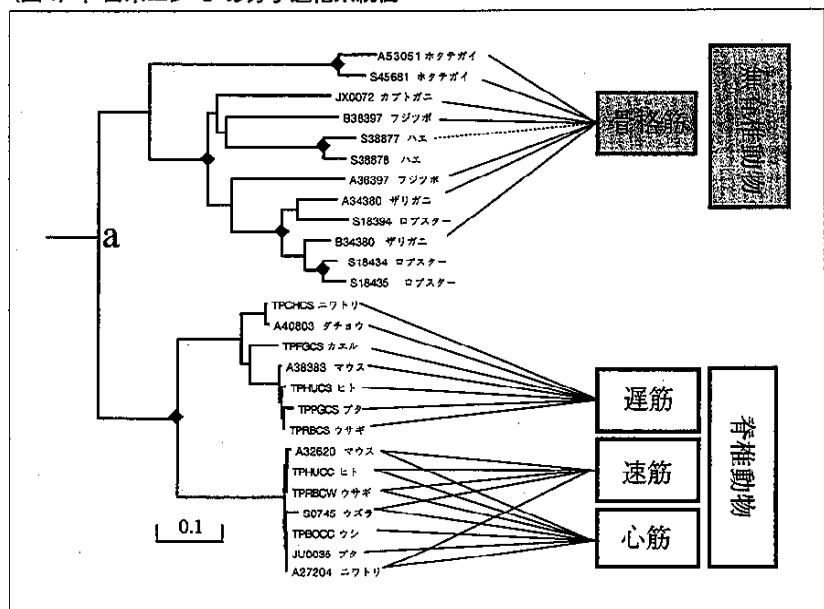 A53051 ホタテガイ
S45681 ホタテガイ
JX0072 カブトガニ
B38397 フジツボ
S38877 ハエ
S38878 ハエ
A38397 フジツボ
A34380 ザリガニ
S18394 ロブスター
B34380 ザリガニ
S18434 ロブスター
S18435 ロブスター
骨格筋
無脊椎動物
a
TPCHCS ニワトリ
A40803 ダチョウ
TPFGCS カエル
A38383 マウス
TPHUCS ヒト
TPPGCS ブタ
TPRBCS ウサギ
A32620 マウス
TPHUCC ヒト
TPRBCW ウサギ
S0745 ウズラ
TPBOCC ウシ
JU0035 ブタ
A27204 ニワトリ
遅筋
速筋
心筋
脊椎動物
0.1